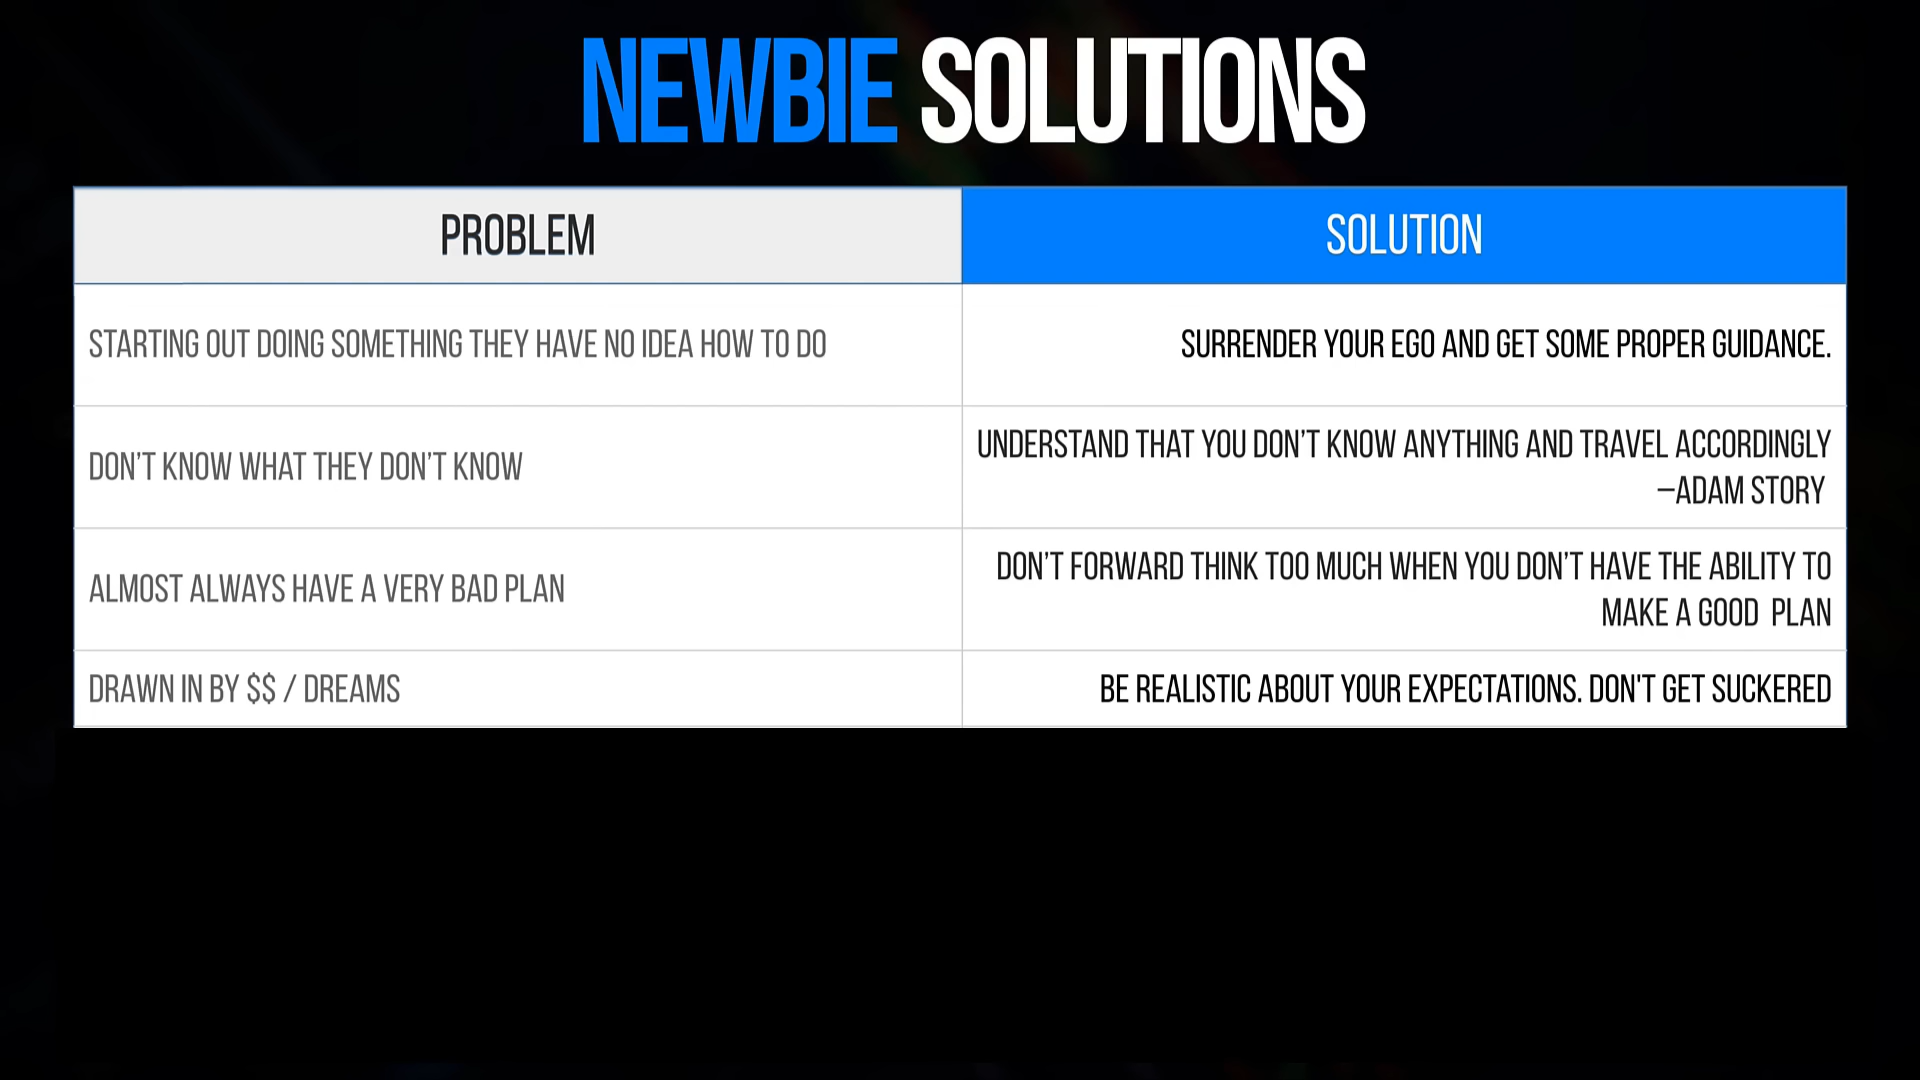 NEWBIE SOLUTIONS
PROBLEM
SOLUTION
STARTING OUT DOING SOMETHING THEY HAVE NO IDEA HOW TO DO
SURRENDER YOUR EGO AND GET SOME PROPER GUIDANCE.
DON’T KNOW WHAT THEY DON’T KNOW
UNDERSTAND THAT YOU DON’T KNOW ANYTHING AND TRAVEL ACCORDINGLY
–ADAM STORY
ALMOST ALWAYS HAVE A VERY BAD PLAN
DON’T FORWARD THINK TOO MUCH WHEN YOU DON’T HAVE THE ABILITY TO
MAKE A GOOD PLAN
DRAWN IN BY $$ / DREAMS
BE REALISTIC ABOUT YOUR EXPECTATIONS. DON'T GET SUCKERED